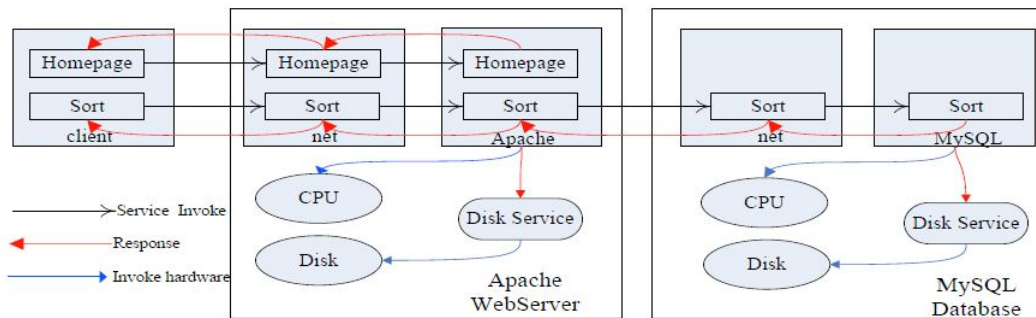 Homepage
Homepage
Homepage
Sort
Sort
Sort
Sort
Sort
client
net
Apache
net
MySQL
CPU
CPU
Service Invoke
Disk Service
Disk Service
Response
Disk
Disk
Invoke hardware
Apache
WebServer
MySQL
Database